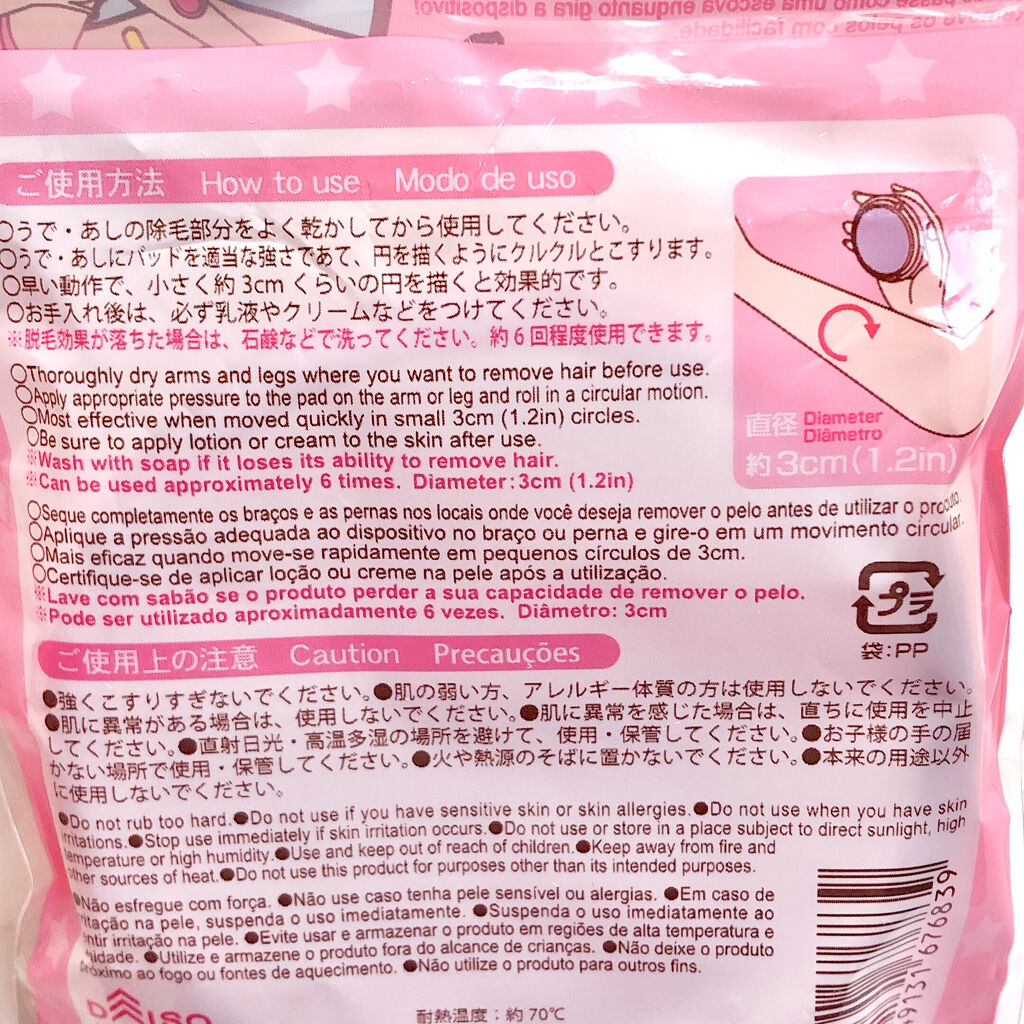 passe como uma escova enquanto gira a dispositivo!
os pelos com facilidade.
ご使用方法 How to use Modo de uso
○うで・あしの除毛部分をよく乾かしてから使用してください。
○うで・あしにパッドを適当な強さであて、円を描くようにクルクルとこすります。
○早い動作で、小さく約3cmくらいの円を描くと効果的です。
○お手入れ後は、必ず乳液やクリームなどをつけてください。
※脱毛効果が落ちた場合は、石鹸などで洗ってください。約6回程度使用できます。
○Thoroughly dry arms and legs where you want to remove hair before use.
○Apply appropriate pressure to the pad on the arm or leg and roll in a circular motion.
○Most effective when moved quickly in small 3cm (1.2in) circles.
○Be sure to apply lotion or cream to the skin after use.
※Wash with soap if it loses its ability to remove hair.
※Can be used approximately 6 times. Diameter:3cm (1.2in)
直径 Diameter
Diâmetro
約3cm(1.2in)
○Seque completamente os braços e as pernas nos locais onde você deseja remover o pelo antes de utilizar o produto.
○Aplique a pressão adequada ao dispositivo no braço ou perna e gire-o em um movimento circular.
○Mais eficaz quando move-se rapidamente em pequenos círculos de 3cm.
○Certifique-se de aplicar loção ou creme na pele após a utilização.
※Lave com sabão se o produto perder a sua capacidade de remover o pelo.
※Pode ser utilizado aproximadamente 6 vezes. Diâmetro: 3cm
プラ
袋:PP
ご使用上の注意 Caution Precauções
●強くこすりすぎないでください。●肌の弱い方、アレルギー体質の方は使用しないでください。
●肌に異常がある場合は、使用しないでください。●肌に異常を感じた場合は、直ちに使用を中止
してください。●直射日光・高温多湿の場所を避けて、使用・保管してください。●お子様の手の届
かない場所で使用・保管してください。●火や熱源のそばに置かないでください。●本来の用途以外
に使用しないでください。
●Do not rub too hard.●Do not use if you have sensitive skin or skin allergies.●Do not use when you have skin
irritations.●Stop use immediately if skin irritation occurs.●Do not use or store in a place subject to direct sunlight, high
temperature or high humidity.●Use and keep out of reach of children.●Keep away from fire and
other sources of heat.●Do not use this product for purposes other than its intended purposes.
●Não esfregue com força. ●Não use caso tenha pele sensível ou alergias. ●Em caso de
irritação na pele, suspenda o uso imediatamente. ●Suspenda o uso imediatamente ao
sentir irritação na pele. ●Evite usar e armazenar o produto em regiões de alta temperatura e
umidade. ●Utilize e armazene o produto fora do alcance de crianças. ●Não deixe o produto
próximo ao fogo ou fontes de aquecimento. ●Não utilize o produto para outros fins.
DAISO
耐熱温度:約70℃
9131 676839